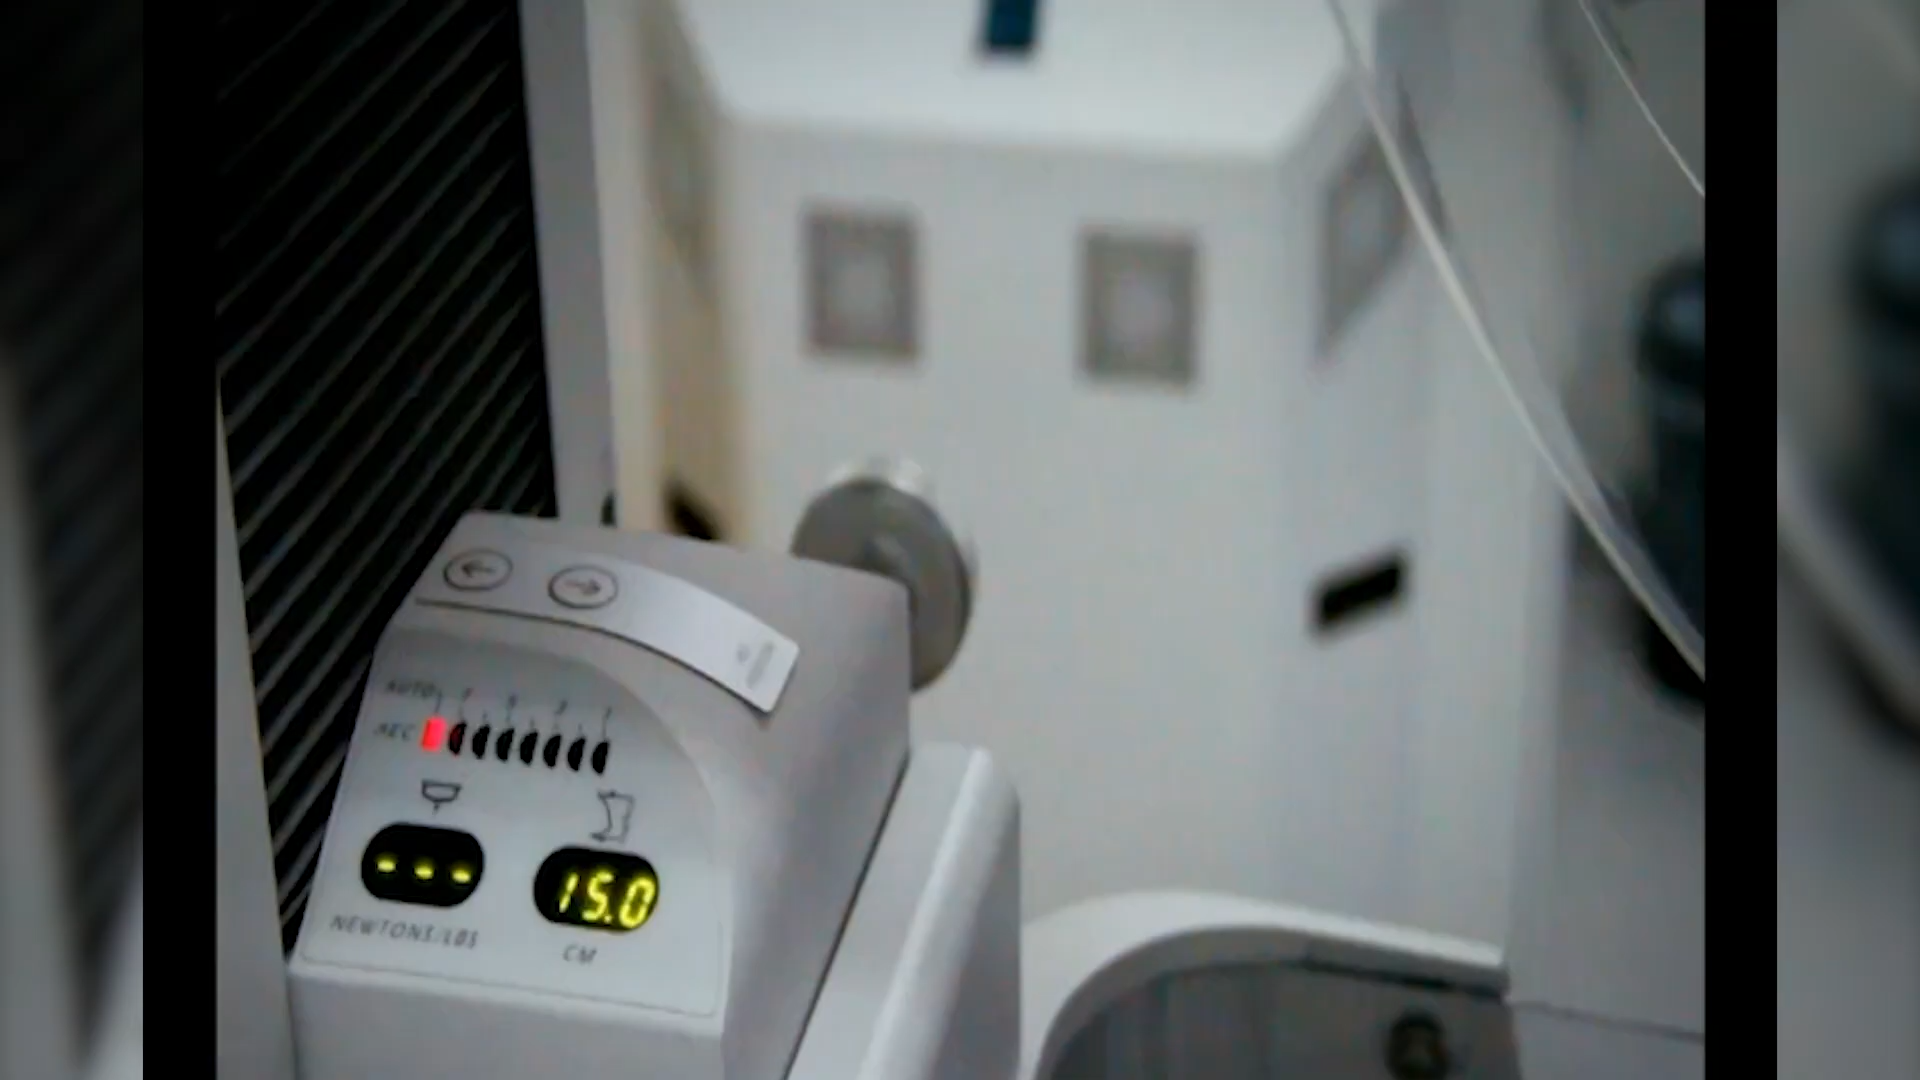 AUTO
AEC
- - -
15.0
NEWTONS/LBS
CM